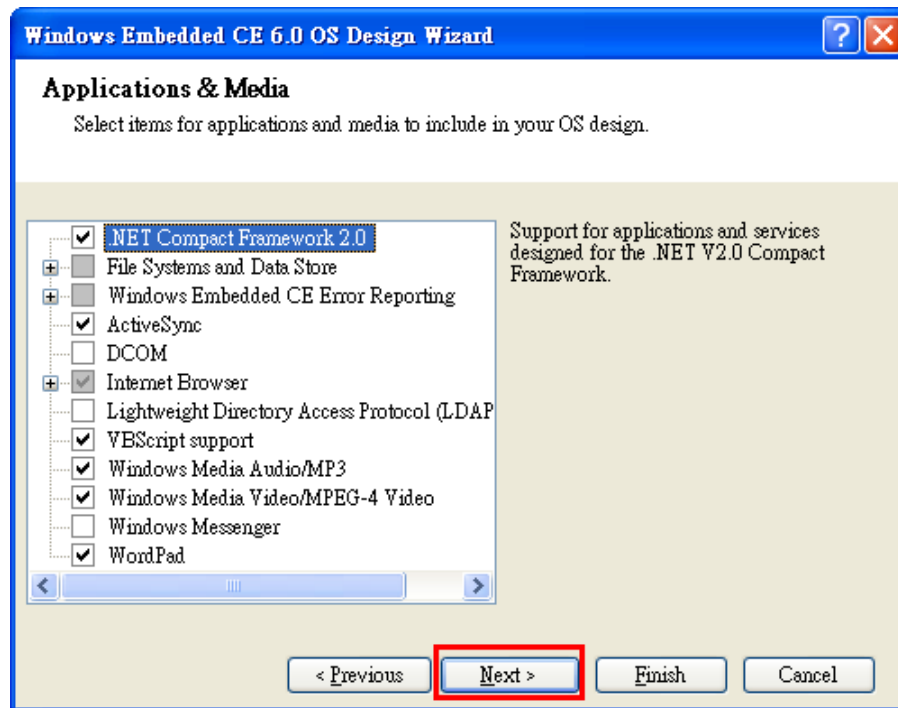 Windows Embedded CE 6.0 OS Design Wizard
Applications & Media
Select items for applications and media to include in your OS design.
.NET Compact Framework 2.0
File Systems and Data Store
Windows Embedded CE Error Reporting
ActiveSync
DCOM
Internet Browser
Lightweight Directory Access Protocol (LDAP
VBScript support
Windows Media Audio/MP3
Windows Media Video/MPEG-4 Video
Windows Messenger
WordPad
Support for applications and services
designed for the .NET V2.0 Compact
Framework.
< Previous
Next >
Finish
Cancel